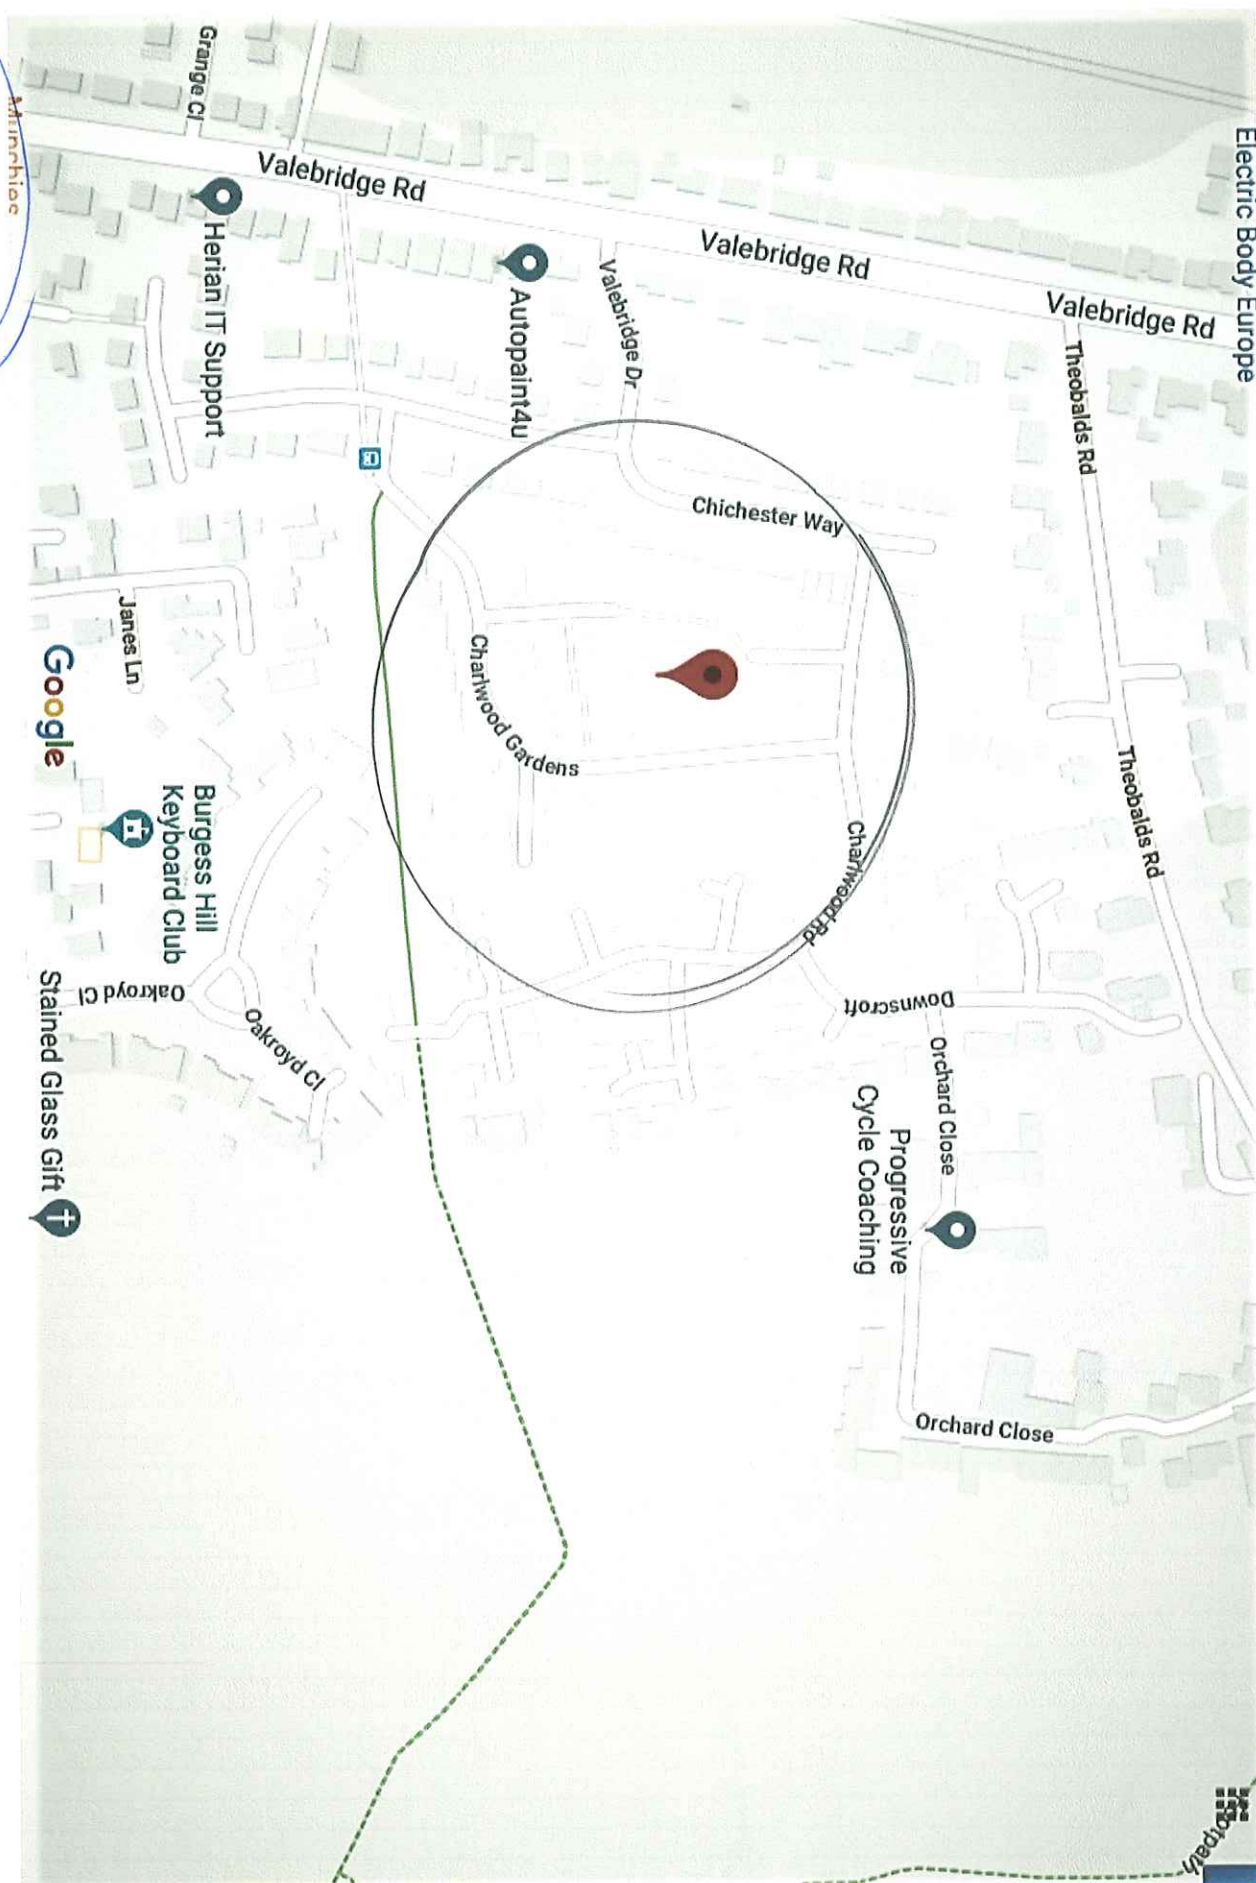 Electric Body Europe
Grange Cl
Valebridge Rd
Valebridge Rd
Valebridge Rd
Munchies
Herian IT Support
Autopaint4u
Valebridge Dr
Theobalds Rd
Chichester Way
Janes Ln
Google
Charlwood Gardens
Theobalds Rd
Charlwood Rd
Burgess Hill
Keyboard Club
Oakroyd Cl
Oakroyd Cl
Downscroft
Orchard Close
Stained Glass Gift
Progressive
Cycle Coaching
Orchard Close